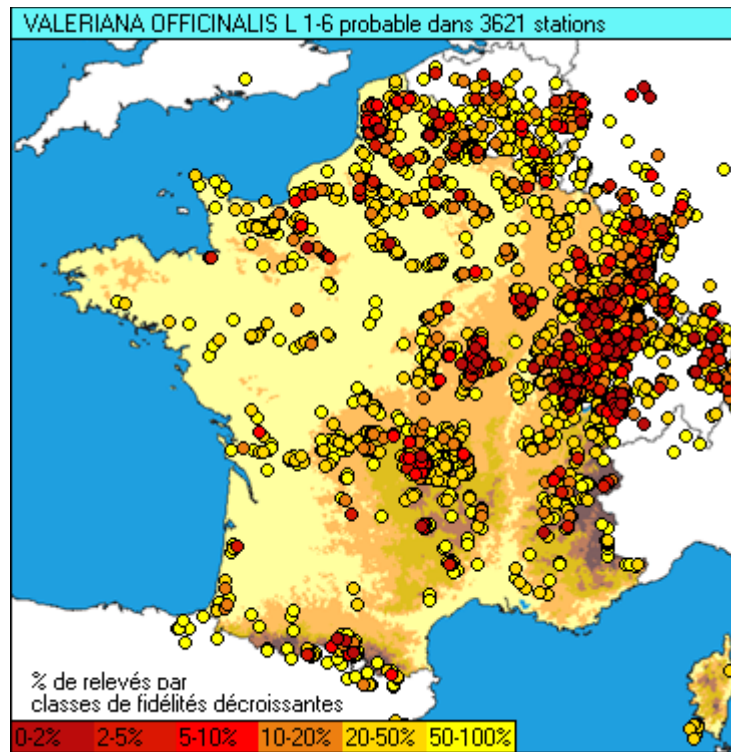 VALERIANA OFFICINALIS L 1-6 probable dans 3621 stations
% de relevés par
classes de fidélités décroissantes
0-2% 2-5% 5-10% 10-20% 20-50% 50-100%